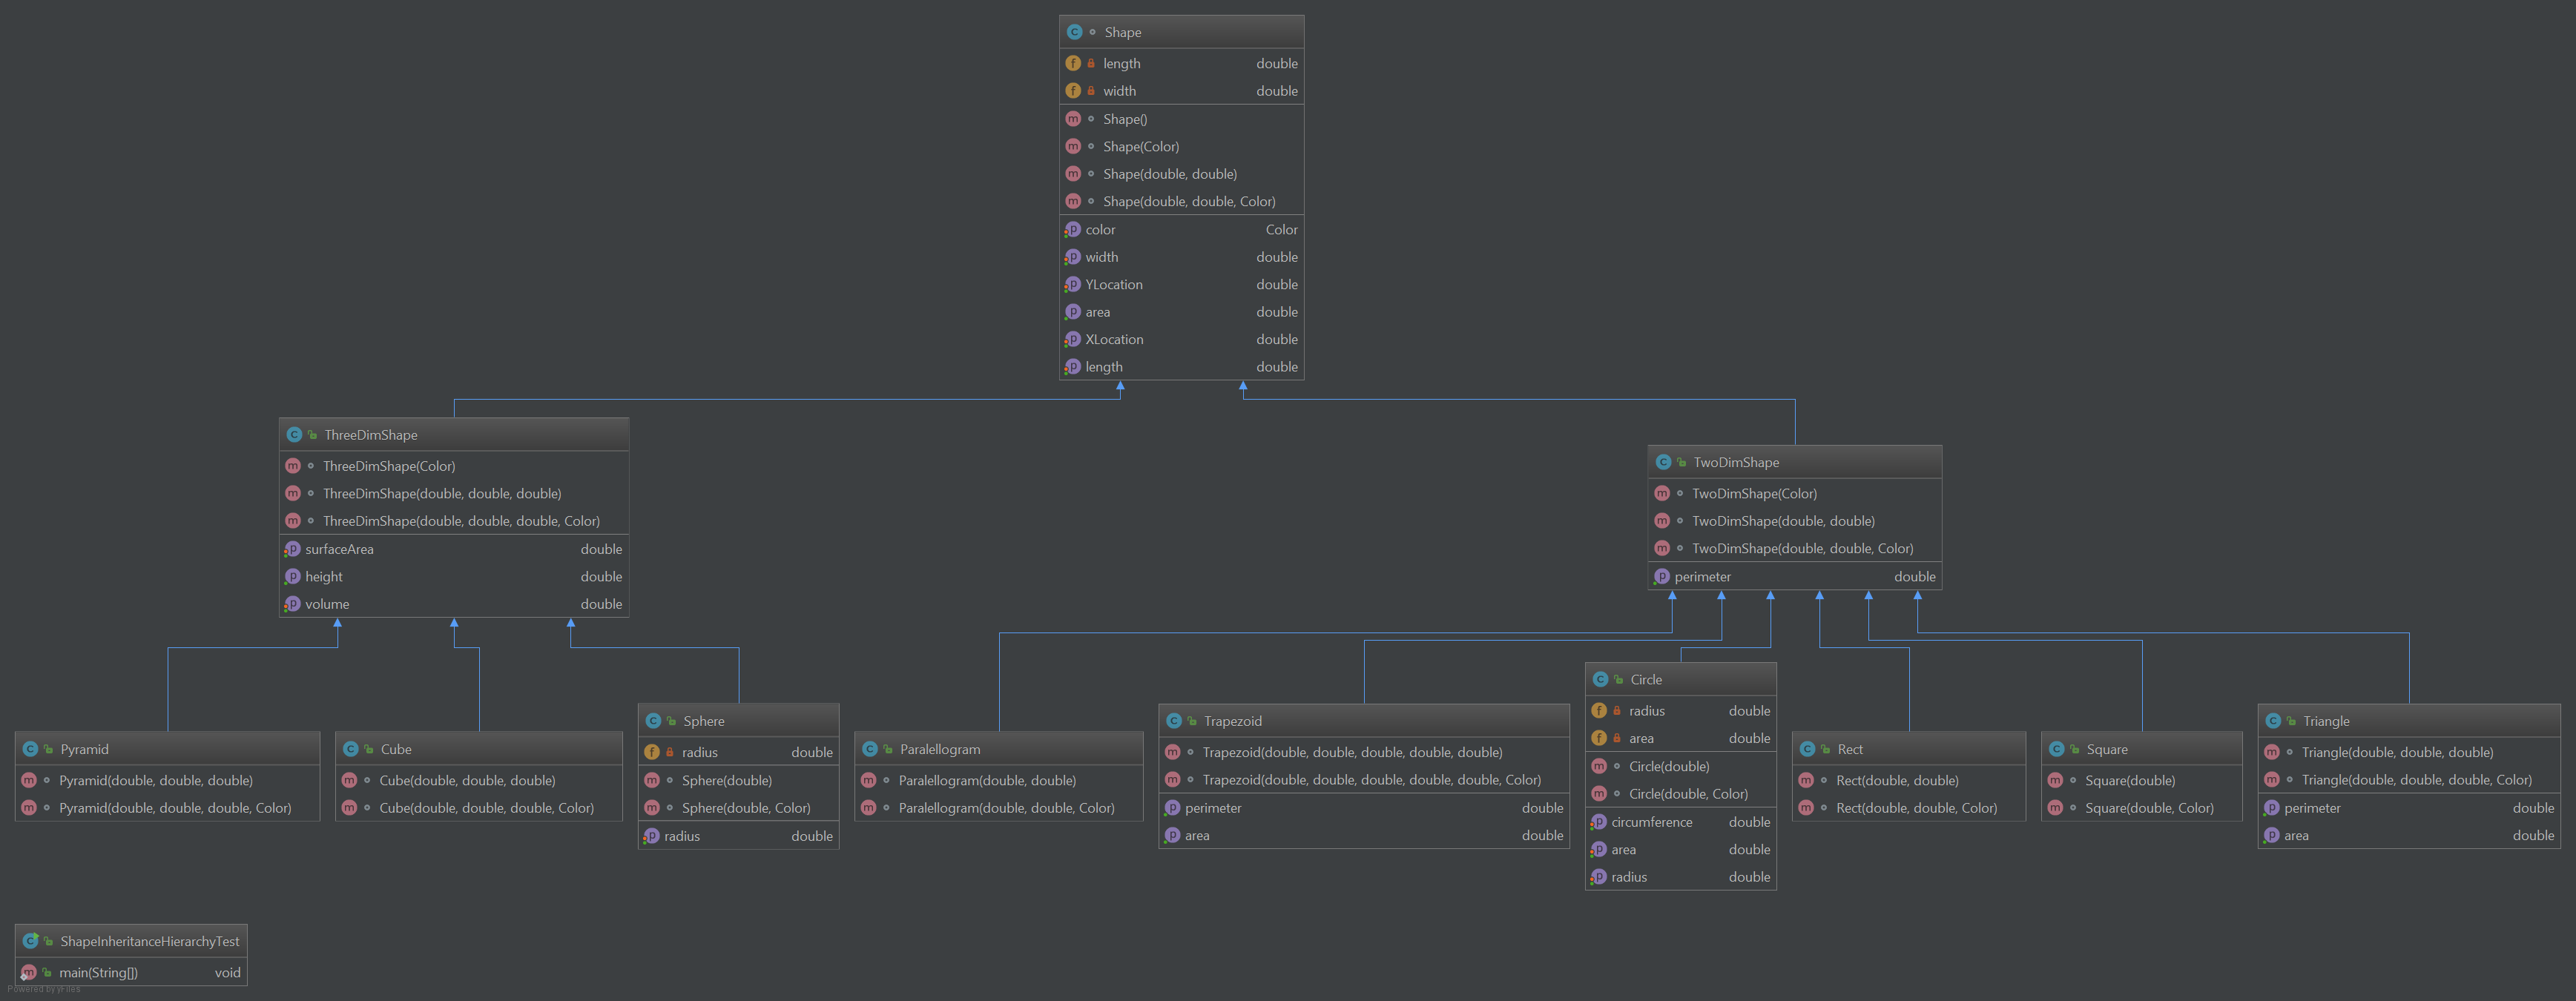 Shape
length double
width double
Shape()
Shape(Color)
Shape(double, double)
Shape(double, double, Color)
color Color
width double
YLocation double
area double
XLocation double
length double
ThreeDimShape
ThreeDimShape(Color)
ThreeDimShape(double, double, double)
ThreeDimShape(double, double, double, Color)
surfaceArea double
height double
volume double
TwoDimShape
TwoDimShape(Color)
TwoDimShape(double, double)
TwoDimShape(double, double, Color)
perimeter double
Pyramid
Pyramid(double, double, double)
Pyramid(double, double, double, Color)
Cube
Cube(double, double, double)
Cube(double, double, double, Color)
Sphere
radius double
Sphere(double)
Sphere(double, Color)
radius double
Paralellogram
Paralellogram(double, double)
Paralellogram(double, double, Color)
Trapezoid
Trapezoid(double, double, double, double, double)
Trapezoid(double, double, double, double, double, Color)
perimeter double
area double
Circle
radius double
area double
Circle(double)
Circle(double, Color)
circumference double
area double
radius double
Rect
Rect(double, double)
Rect(double, double, Color)
Square
Square(double)
Square(double, Color)
Triangle
Triangle(double, double, double)
Triangle(double, double, double, Color)
perimeter double
area double
ShapeInheritanceHierarchyTest
main(String[]) void
Powered by yFiles